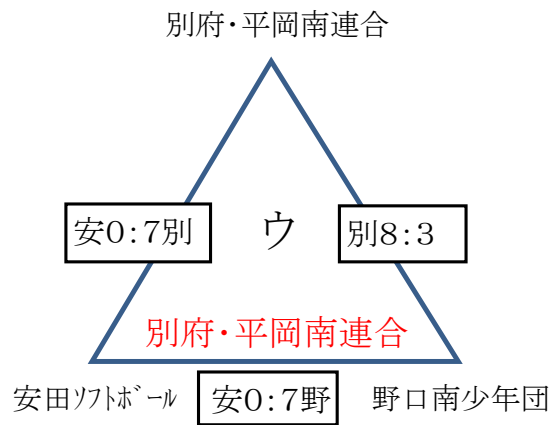 別府・平岡南連合
安0:7別
ウ
別8:3
別府・平岡南連合
安田ｿﾌﾄﾎﾞｰﾙ
安0:7野
野口南少年団